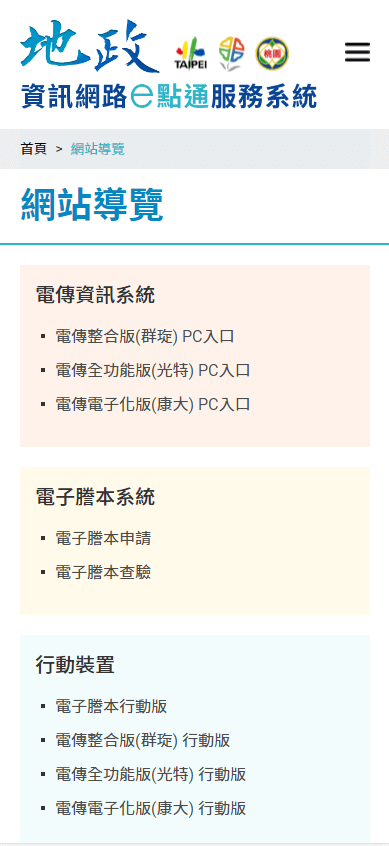 地政
TAIPEI
桃園
資訊網路e點通服務系統
首頁 > 網站導覽
網站導覽
電傳資訊系統
電傳整合版(群琁) PC入口
電傳全功能版(光特) PC入口
電傳電子化版(康大) PC入口
電子謄本系統
電子謄本申請
電子謄本查驗
行動裝置
電子謄本行動版
電傳整合版(群琁) 行動版
電傳全功能版(光特) 行動版
電傳電子化版(康大) 行動版